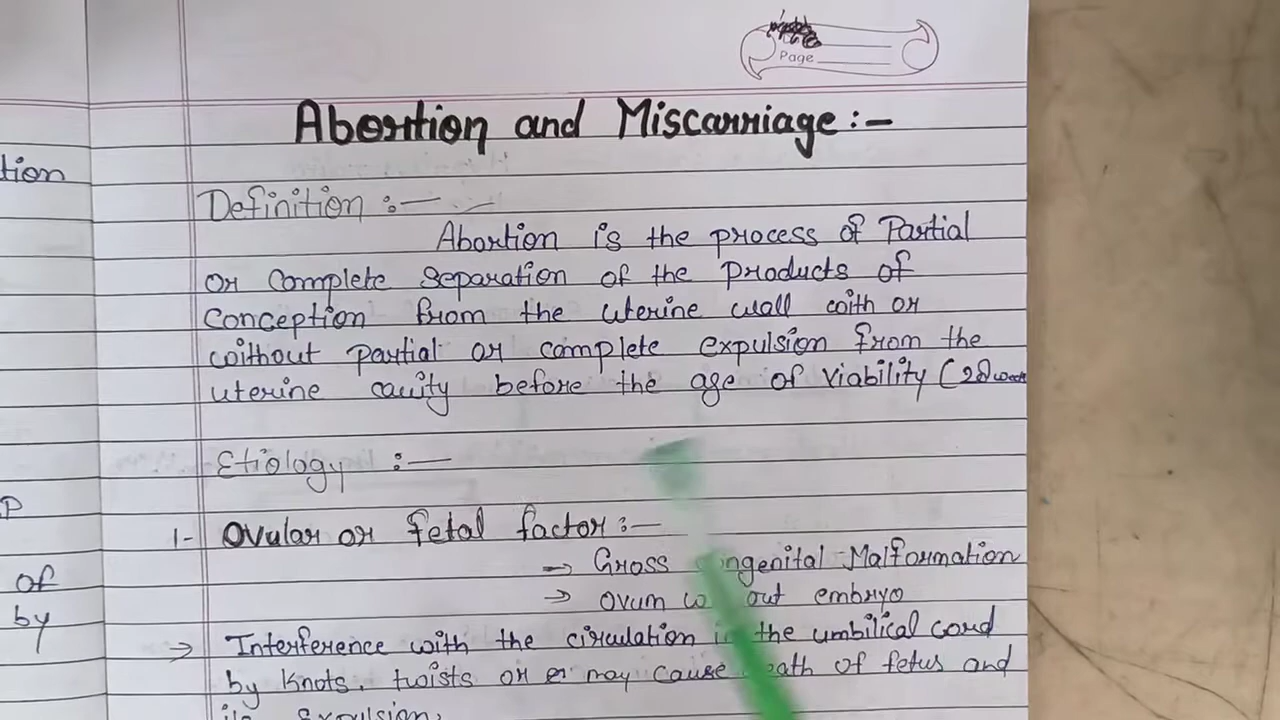 Page
Abortion and Miscarriage :-
tion
Definition :-
Abortion is the process of Partial
Or Complete Separation of the Products of
Conception from the uterine wall with or
without partial or complete expulsion from the
uterine cavity before the age of viability (28 week
Etiology :-
P
1- Ovular or fetal factor :-
→ Gross Malformation
of
→ Ovum embryo
by
→ Interference with the circulation the umbilical cord
by Knots, twists or may cause of fetus and
expulsion,